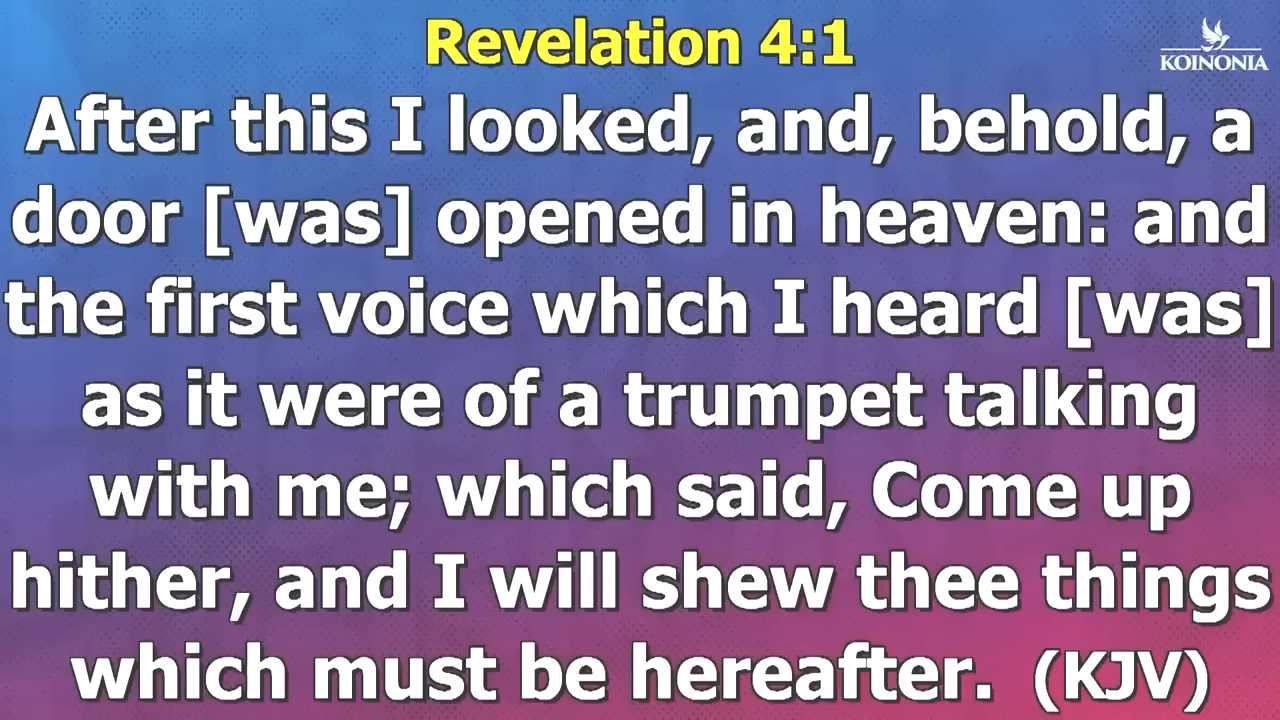 Revelation 4:1
KOINONIA
After this I looked, and, behold, a
door [was] opened in heaven: and
the first voice which I heard [was]
as it were of a trumpet talking
with me; which said, Come up
hither, and I will shew thee things
which must be hereafter. (KJV)